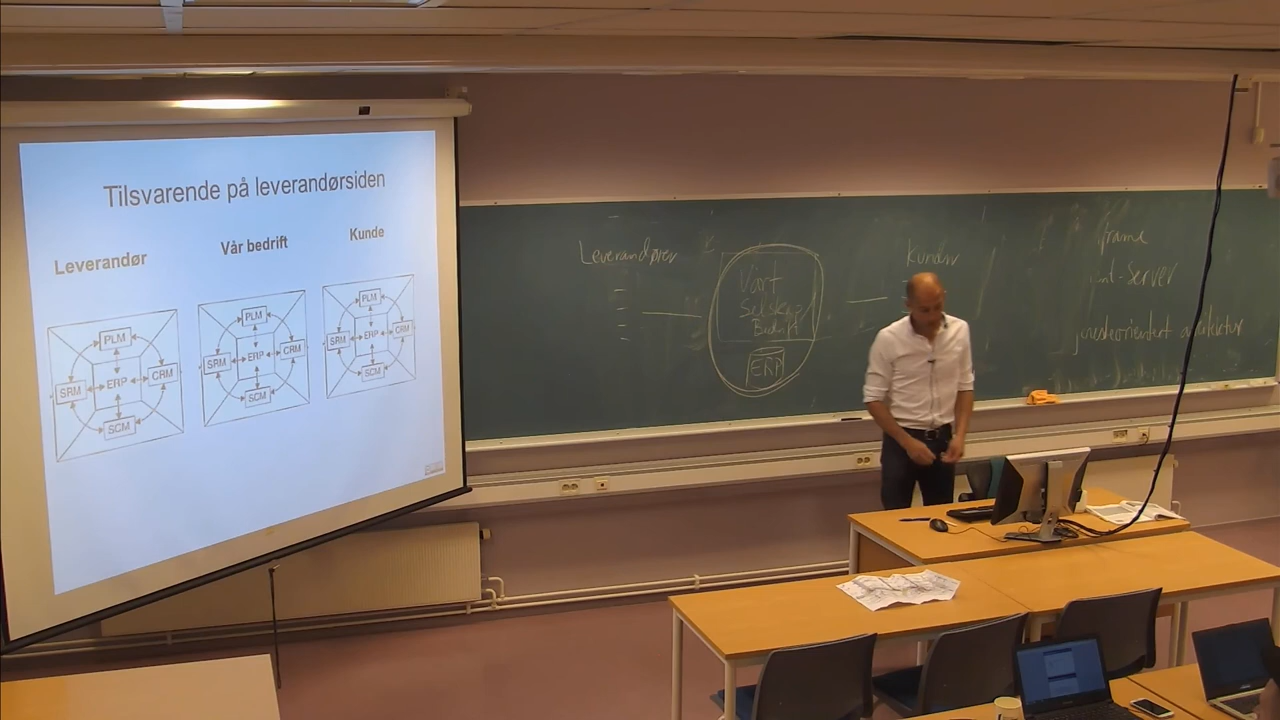 Tilsvarende på leverandørsiden
Leverandør
Vår bedrift
Kunde
PLM
SRM
ERP
CRM
SCM
PLM
SRM
ERP
CRM
SCM
PLM
SRM
ERP
CRM
SCM
Leverandører
Vårt
Selskap
Bedrift
ERP
Kunder
frame
-server